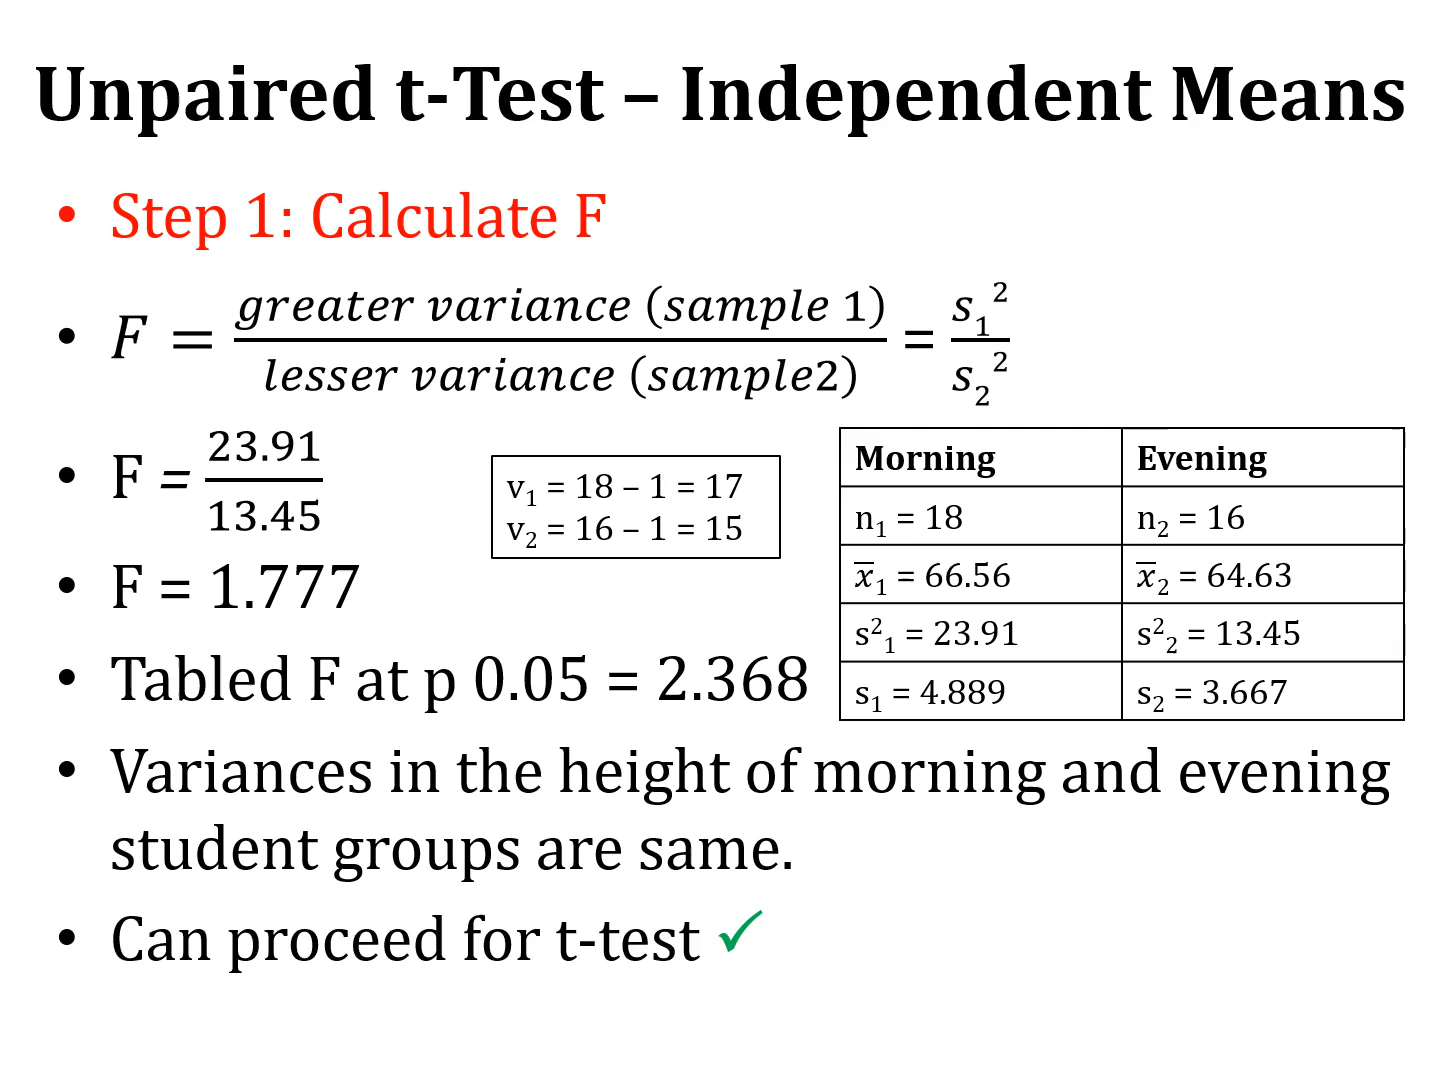 Unpaired t-Test – Independent Means
• Step 1: Calculate F
• F = greater variance (sample 1) / lesser variance (sample2) = s₁² / s₂²
• F = 23.91 / 13.45
v₁ = 18 – 1 = 17
v₂ = 16 – 1 = 15
Morning Evening
n₁ = 18 n₂ = 16
x̅₁ = 66.56 x̅₂ = 64.63
s²₁ = 23.91 s²₂ = 13.45
s₁ = 4.889 s₂ = 3.667
• F = 1.777
• Tabled F at p 0.05 = 2.368
• Variances in the height of morning and evening
student groups are same.
• Can proceed for t-test ✓